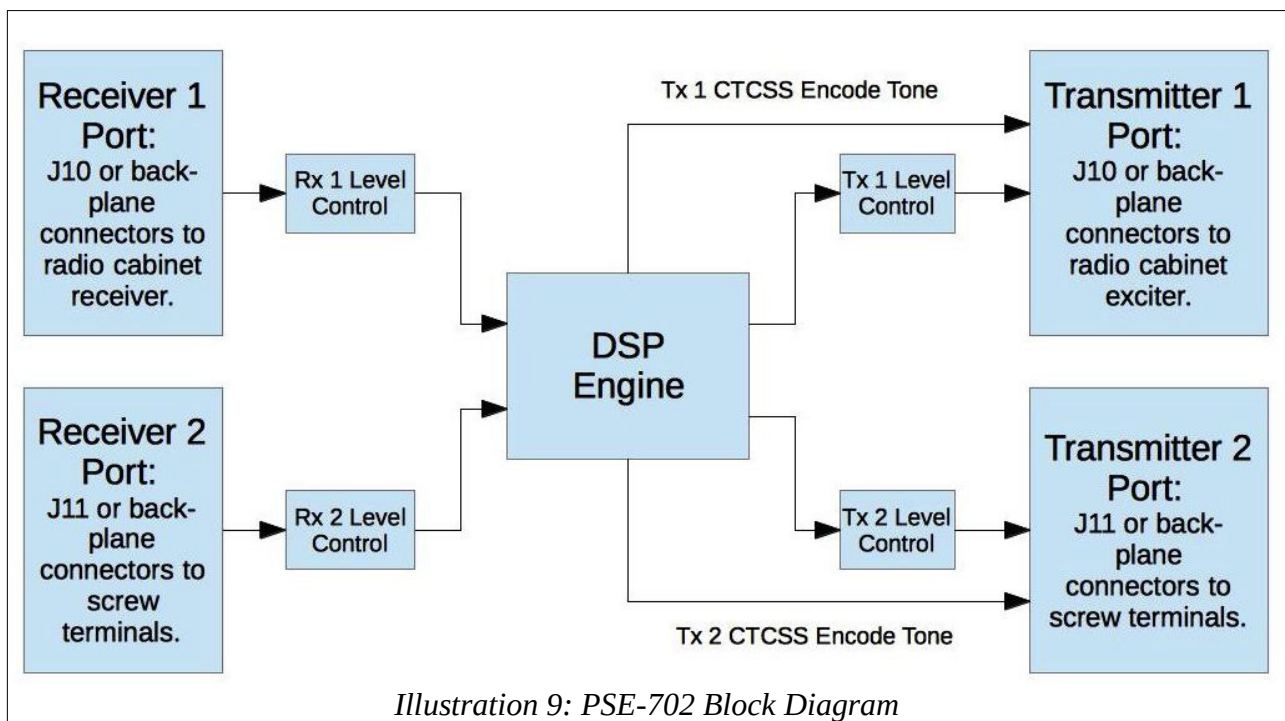 Receiver 1
Port:
J10 or back-
plane
connectors to
radio cabinet
receiver.
Rx 1 Level
Control
Tx 1 CTCSS Encode Tone
Tx 1 Level
Control
Transmitter 1
Port:
J10 or back-
plane
connectors to
radio cabinet
exciter.
DSP
Engine
Receiver 2
Port:
J11 or back-
plane
connectors to
screw
terminals.
Rx 2 Level
Control
Tx 2 Level
Control
Tx 2 CTCSS Encode Tone
Transmitter 2
Port:
J11 or back-
plane
connectors to
screw terminals.
Illustration 9: PSE-702 Block Diagram